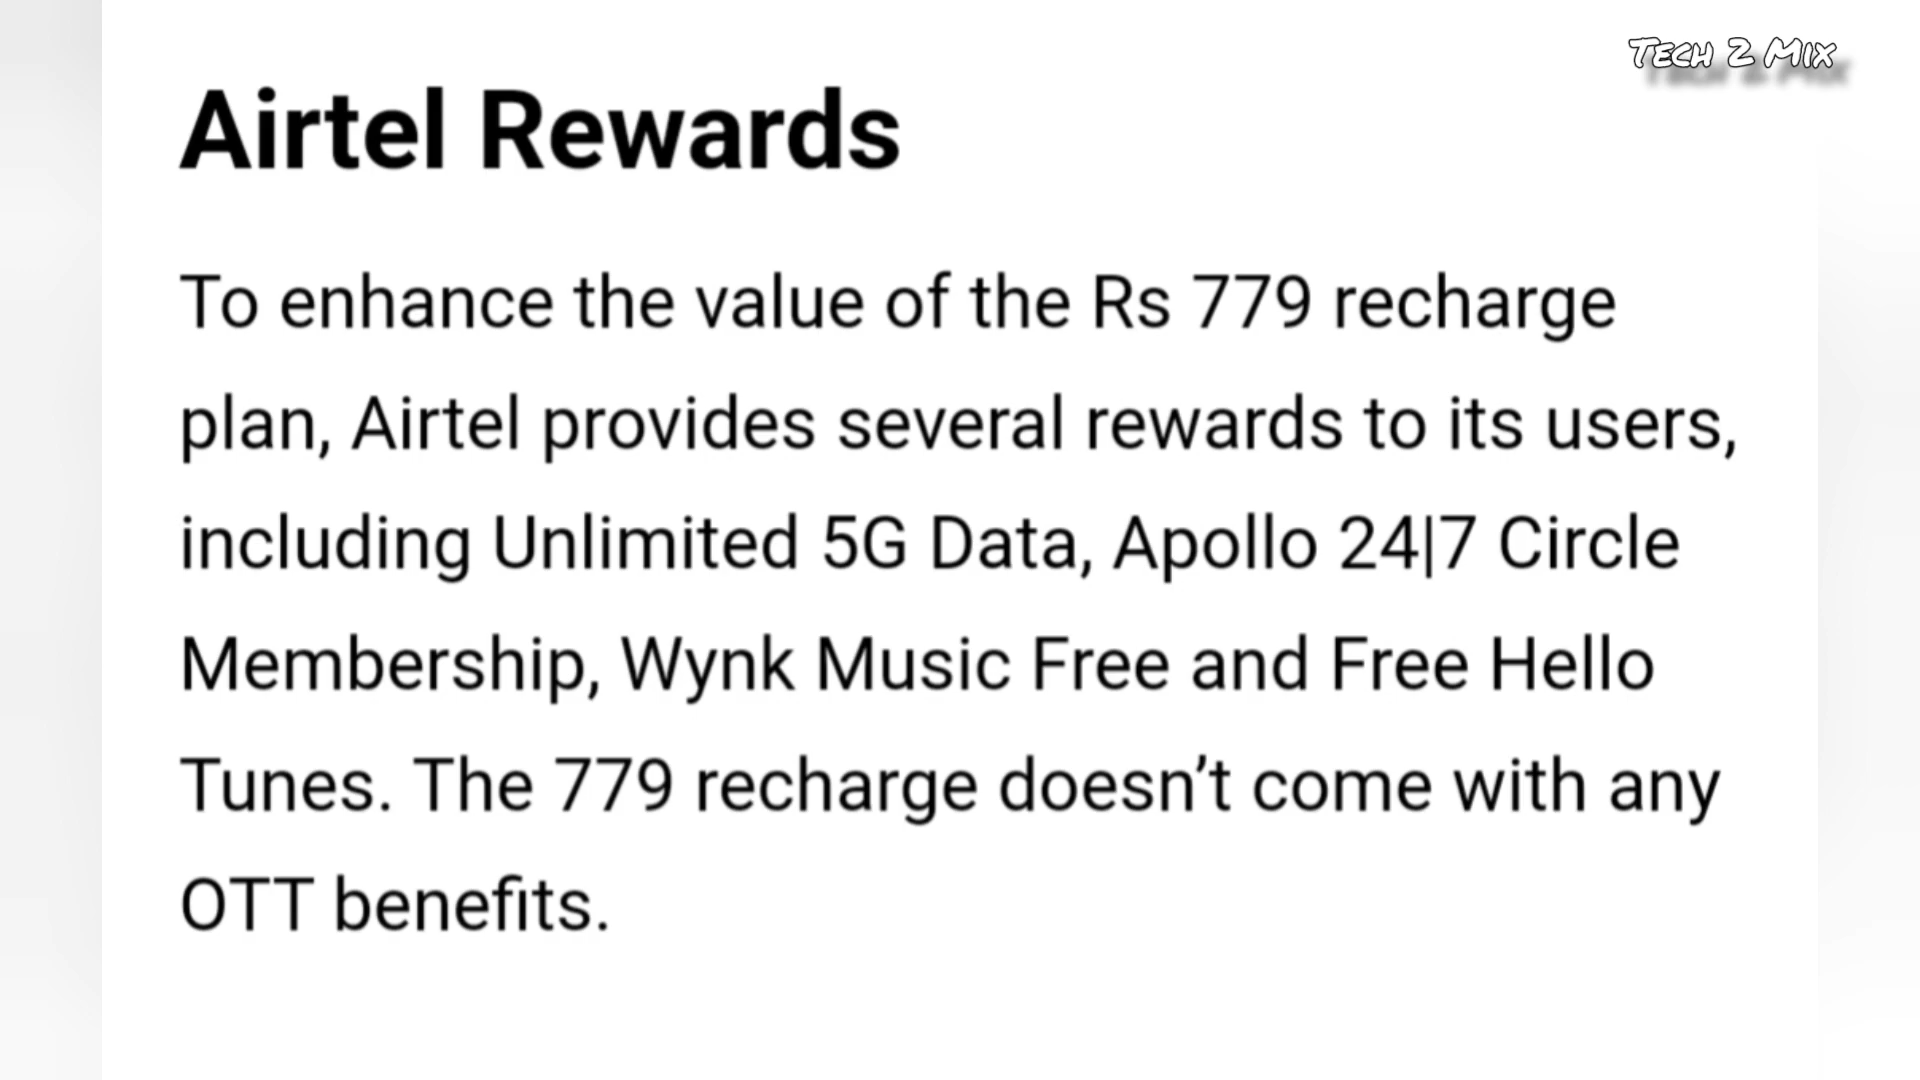 Tech 2 Mix
Airtel Rewards
To enhance the value of the Rs 779 recharge
plan, Airtel provides several rewards to its users,
including Unlimited 5G Data, Apollo 24|7 Circle
Membership, Wynk Music Free and Free Hello
Tunes. The 779 recharge doesn’t come with any
OTT benefits.